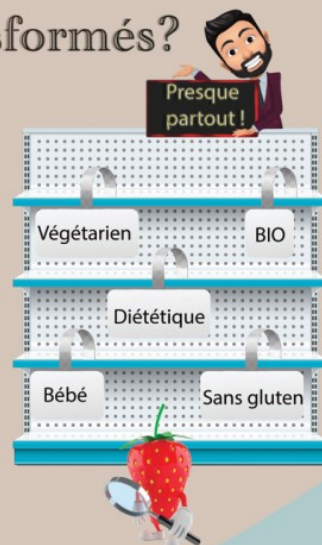 sformés?
Presque
partout !
Végétarien
BIO
Diététique
Bébé
Sans gluten